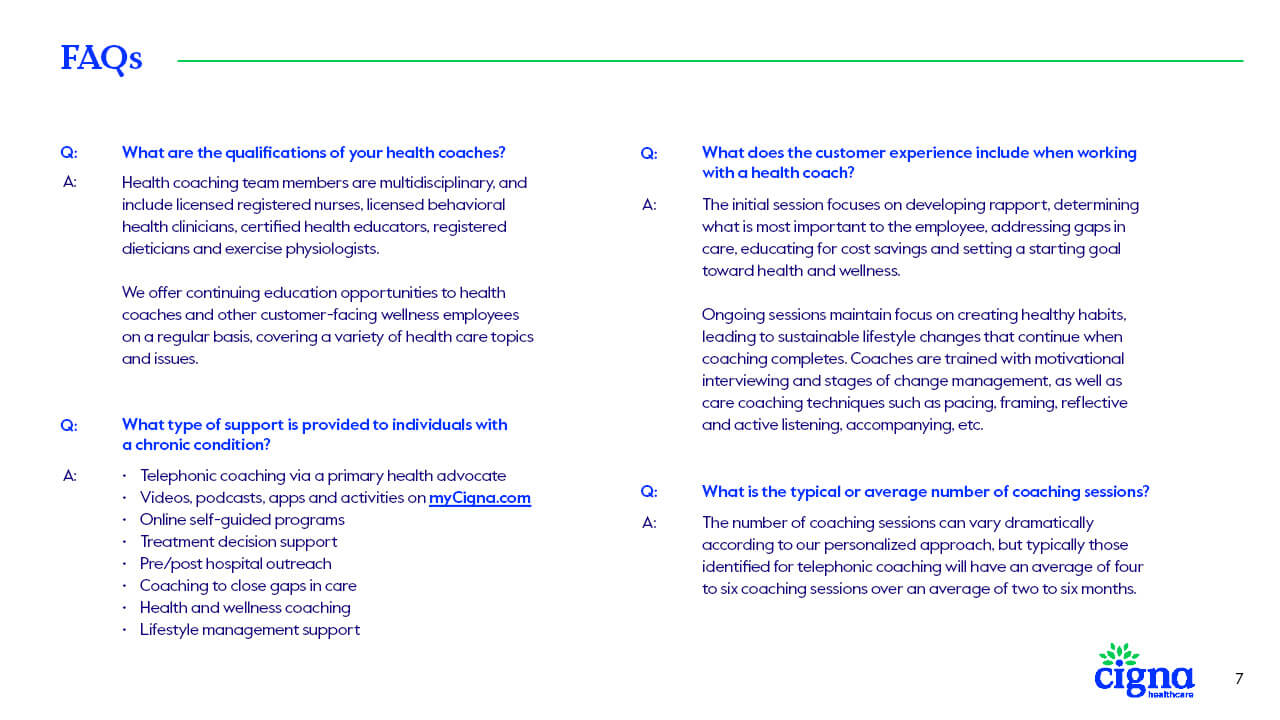 FAQs
Q: What are the qualifications of your health coaches?
A: Health coaching team members are multidisciplinary, and
include licensed registered nurses, licensed behavioral
health clinicians, certified health educators, registered
dieticians and exercise physiologists.
We offer continuing education opportunities to health
coaches and other customer-facing wellness employees
on a regular basis, covering a variety of health care topics
and issues.
Q: What type of support is provided to individuals with
a chronic condition?
A: • Telephonic coaching via a primary health advocate
• Videos, podcasts, apps and activities on myCigna.com
• Online self-guided programs
• Treatment decision support
• Pre/post hospital outreach
• Coaching to close gaps in care
• Health and wellness coaching
• Lifestyle management support
Q: What does the customer experience include when working
with a health coach?
A: The initial session focuses on developing rapport, determining
what is most important to the employee, addressing gaps in
care, educating for cost savings and setting a starting goal
toward health and wellness.
Ongoing sessions maintain focus on creating healthy habits,
leading to sustainable lifestyle changes that continue when
coaching completes. Coaches are trained with motivational
interviewing and stages of change management, as well as
care coaching techniques such as pacing, framing, reflective
and active listening, accompanying, etc.
Q: What is the typical or average number of coaching sessions?
A: The number of coaching sessions can vary dramatically
according to our personalized approach, but typically those
identified for telephonic coaching will have an average of four
to six coaching sessions over an average of two to six months.
cigna
healthcare
7